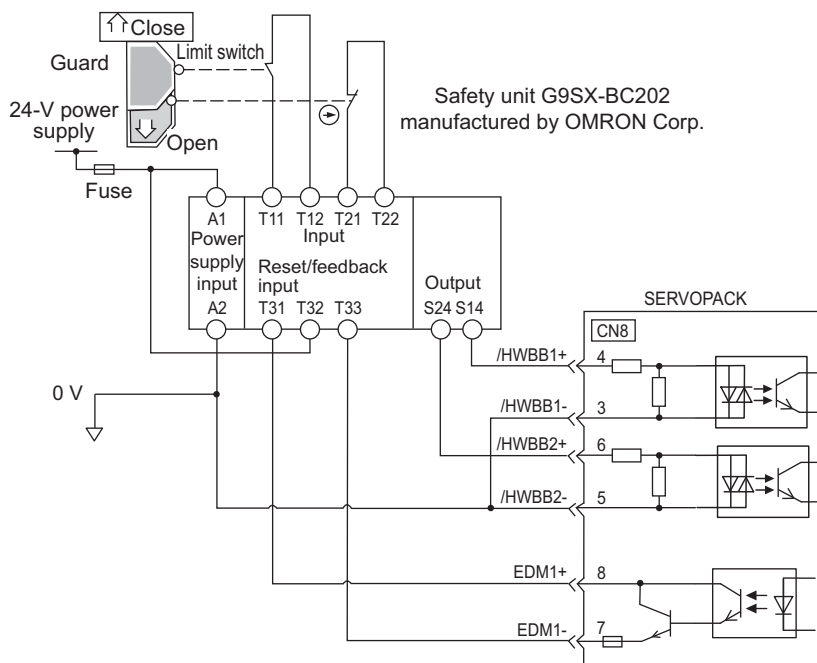 Close
Limit switch
Guard
24-V power
supply
Open
Fuse
Safety unit G9SX-BC202
manufactured by OMRON Corp.
A1 T11 T12 T21 T22
Power
supply
input
Input
Reset/feedback
input
Output
A2 T31 T32 T33 S24 S14
SERVOPACK
CN8
/HWBB1+ 4
0 V
/HWBB1- 3
/HWBB2+ 6
/HWBB2- 5
EDM1+ 8
EDM1- 7